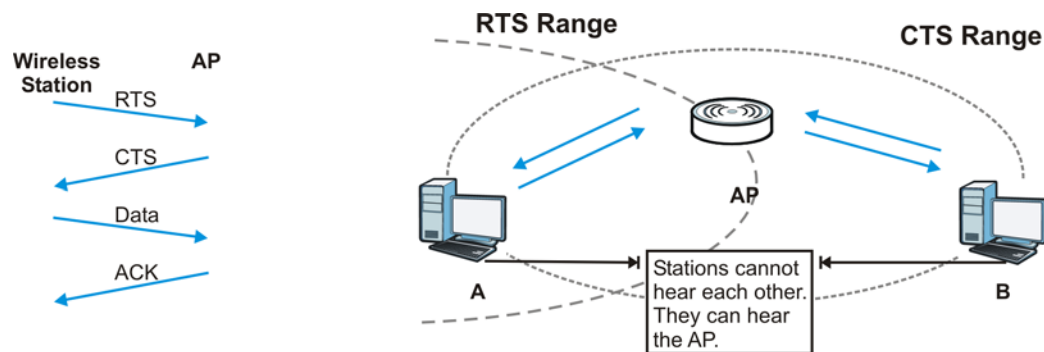 Wireless
Station
AP
RTS
CTS
Data
ACK
RTS Range
CTS Range
AP
A
B
Stations cannot
hear each other.
They can hear
the AP.